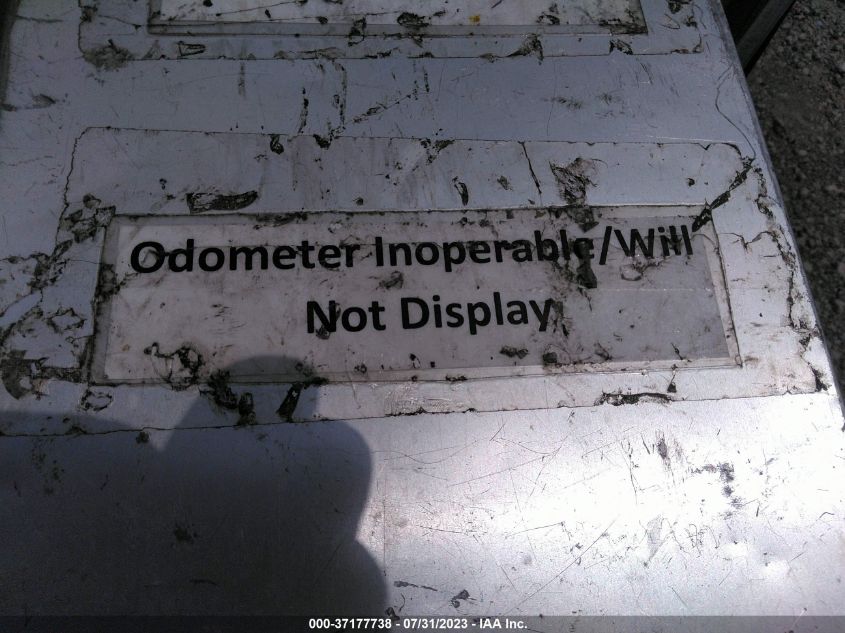 Odometer Inoperable/Will
Not Display
000-37177738 - 07/31/2023 - IAA Inc.